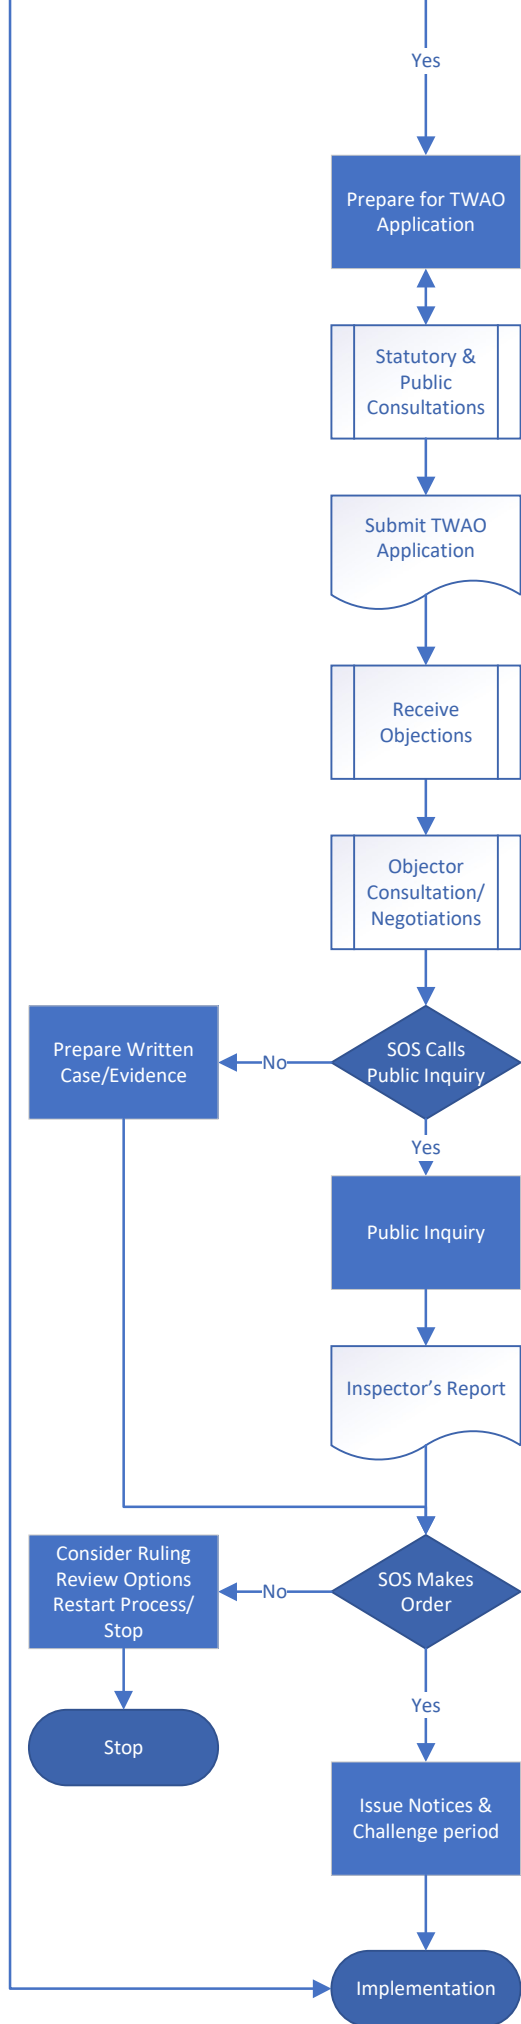 Yes
Prepare for TWAO
Application
Statutory &
Public
Consultations
Submit TWAO
Application
Receive
Objections
Objector
Consultation/
Negotiations
Prepare Written
Case/Evidence
No
SOS Calls
Public Inquiry
Yes
Public Inquiry
Inspector’s Report
Consider Ruling
Review Options
Restart Process/
Stop
No
SOS Makes
Order
Stop
Yes
Issue Notices &
Challenge period
Implementation